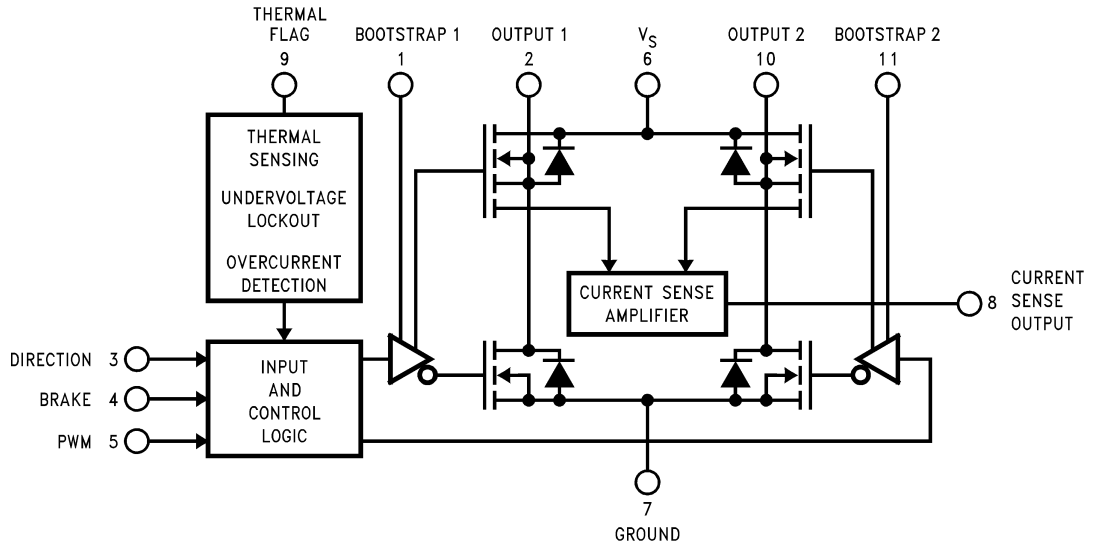 THERMAL
FLAG
9
BOOTSTRAP 1
1
OUTPUT 1
2
VS
6
OUTPUT 2
10
BOOTSTRAP 2
11
THERMAL
SENSING
UNDERVOLTAGE
LOCKOUT
OVERCURRENT
DETECTION
CURRENT SENSE
AMPLIFIER
8
CURRENT
SENSE
OUTPUT
DIRECTION 3
BRAKE 4
PWM 5
INPUT
AND
CONTROL
LOGIC
7
GROUND